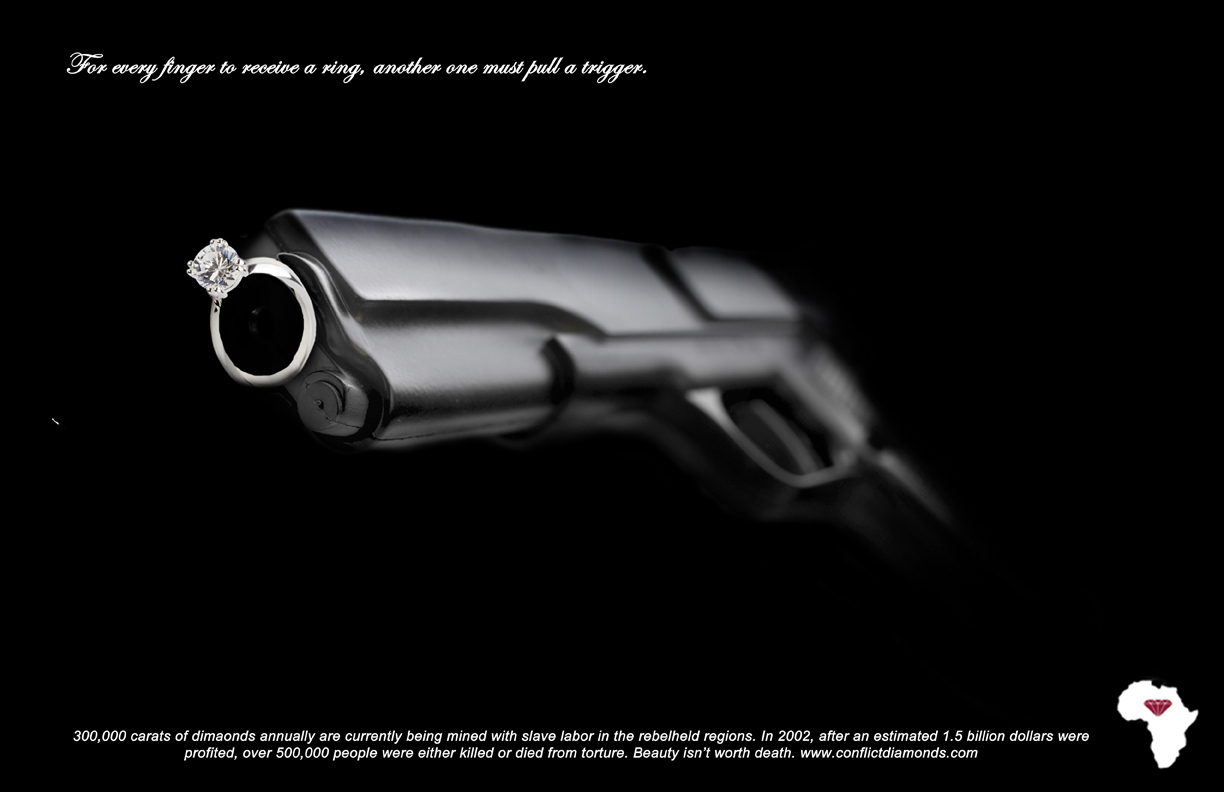 For every finger to receive a ring, another one must pull a trigger.
300,000 carats of dimaonds annually are currently being mined with slave labor in the rebelheld regions. In 2002, after an estimated 1.5 billion dollars were
profited, over 500,000 people were either killed or died from torture. Beauty isn't worth death. www.conflictdiamonds.com